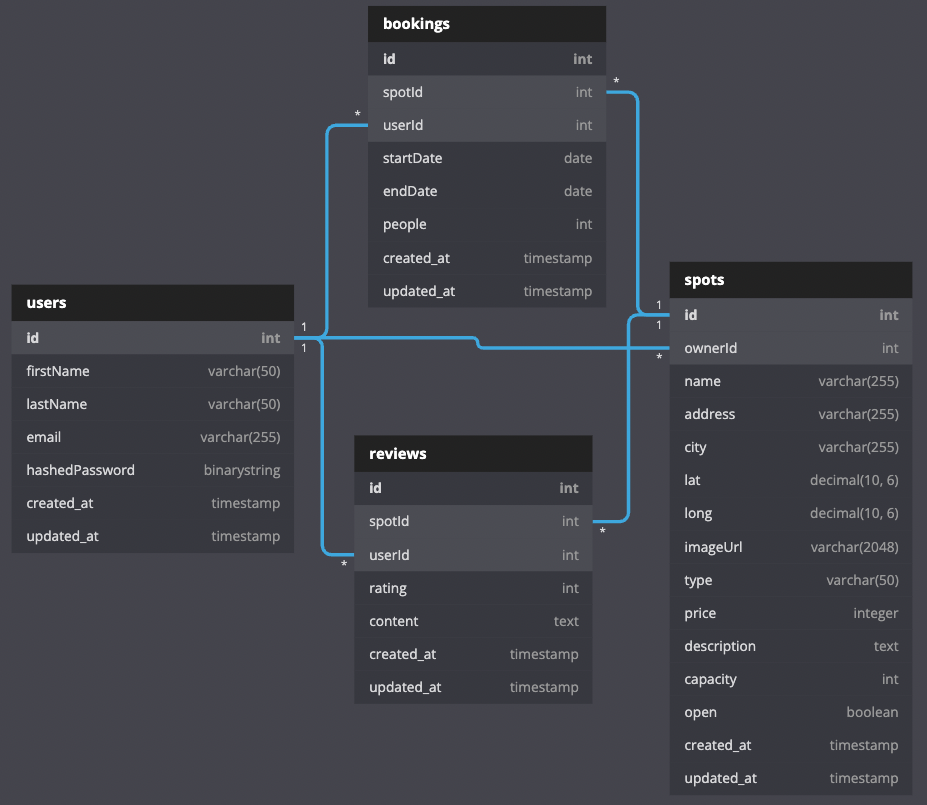 bookings
id int
spotId int
userId int
startDate date
endDate date
people int
created_at timestamp
updated_at timestamp
*
*
users
id int
firstName varchar(50)
lastName varchar(50)
email varchar(255)
hashedPassword binarystring
created_at timestamp
updated_at timestamp
1
1
reviews
id int
spotId int
userId int
rating int
content text
created_at timestamp
updated_at timestamp
*
*
spots
id int
ownerId int
name varchar(255)
address varchar(255)
city varchar(255)
lat decimal(10, 6)
long decimal(10, 6)
imageUrl varchar(2048)
type varchar(50)
price integer
description text
capacity int
open boolean
created_at timestamp
updated_at timestamp
1
1
*